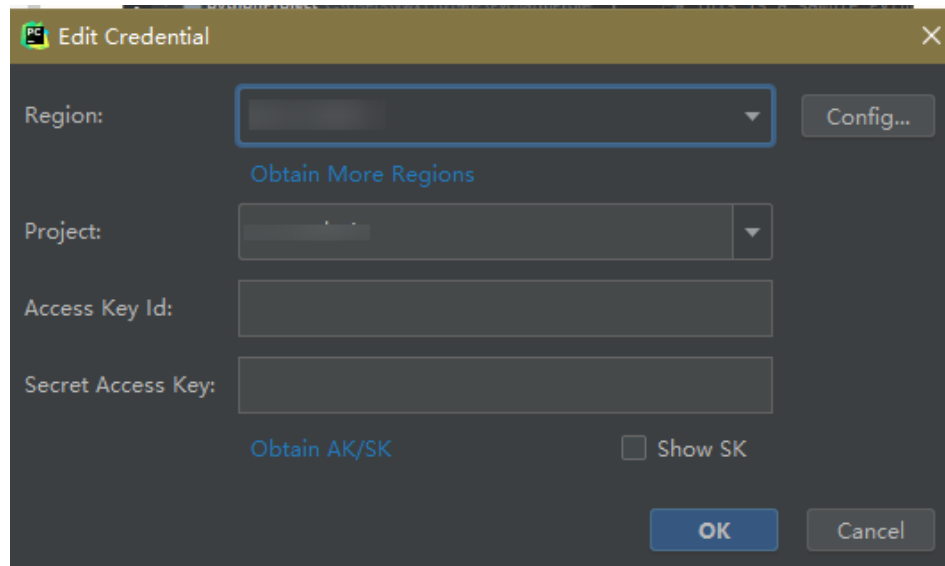 PC
Edit Credential
Region:
Config...
Obtain More Regions
Project:
Access Key Id:
Secret Access Key:
Obtain AK/SK
Show SK
OK
Cancel